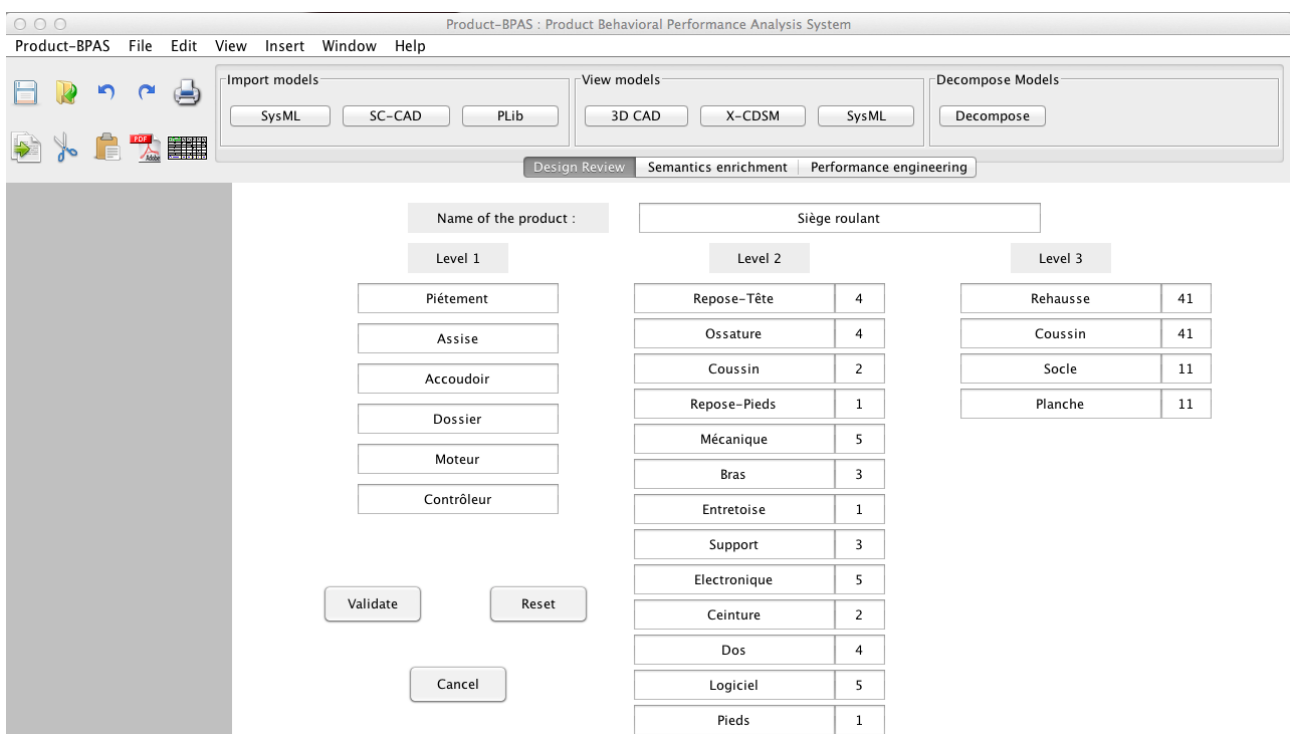 Product-BPAS : Product Behavioral Performance Analysis System
Product-BPAS File Edit View Insert Window Help
Import models View models Decompose Models
SysML SC-CAD PLib 3D CAD X-CDSM SysML Decompose
PDF Adobe
Design Review Semantics enrichment Performance engineering
Name of the product : Siège roulant
Level 1 Level 2 Level 3
Piétement Repose-Tête 4 Rehausse 41
Assise Ossature 4 Coussin 41
Accoudoir Coussin 2 Socle 11
Dossier Repose-Pieds 1 Planche 11
Moteur Mécanique 5
Contrôleur Bras 3
Entretoise 1
Support 3
Electronique 5
Validate Reset Ceinture 2
Dos 4
Cancel Logiciel 5
Pieds 1